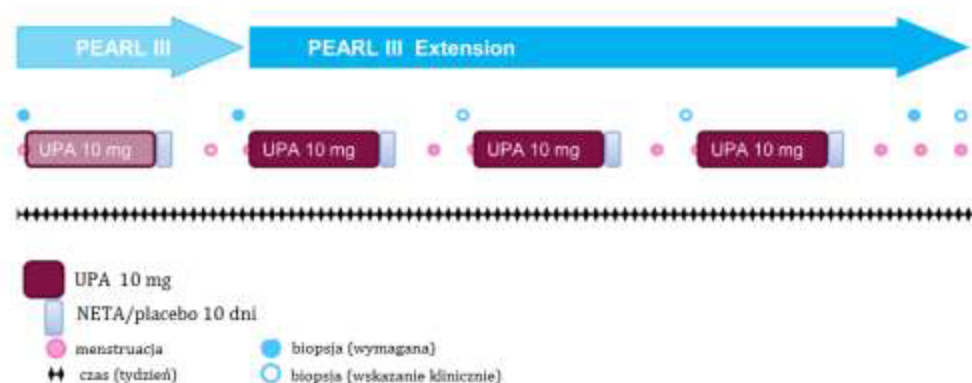 PEARL III PEARL III Extension
UPA 10 mg UPA 10 mg UPA 10 mg UPA 10 mg
UPA 10 mg
NETA/placebo 10 dni
menstruacja biopsja (wymagana)
czas (tydzień) biopsja (wskazanie klinicznie)